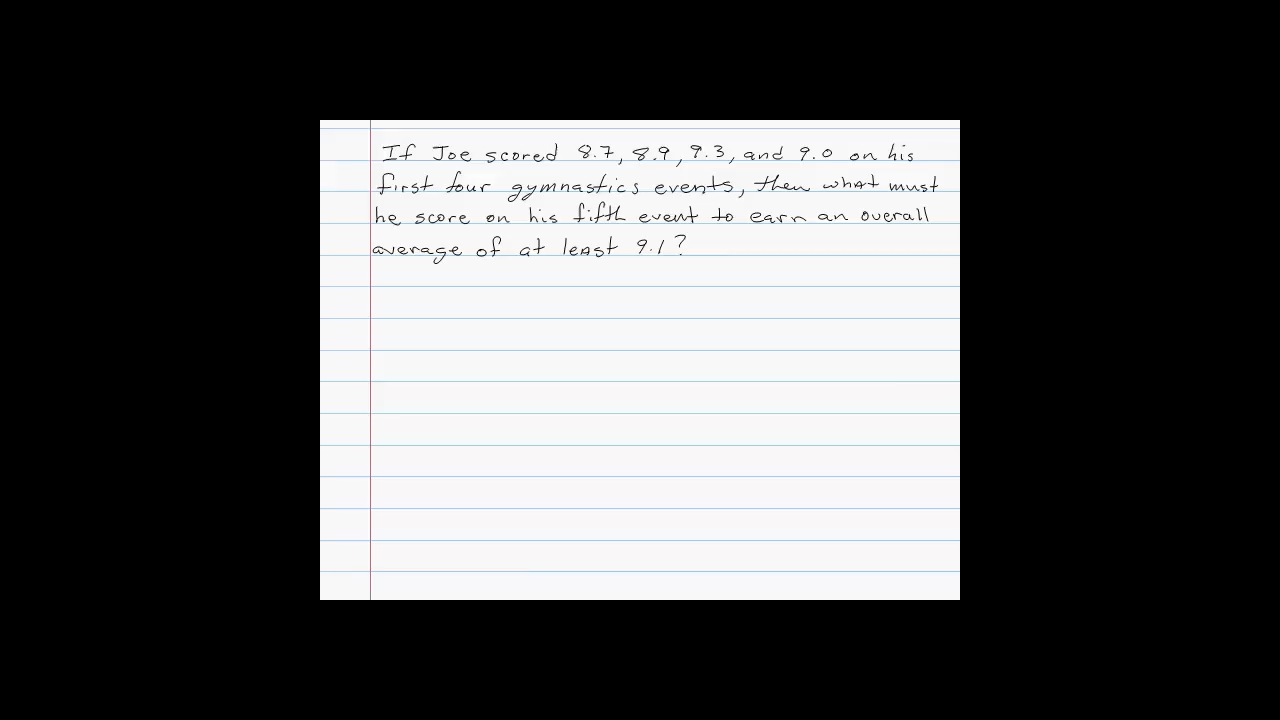 If Joe scored 8.7, 8.9, 9.3, and 9.0 on his
first four gymnastics events, then what must
he score on his fifth event to earn an overall
average of at least 9.1?